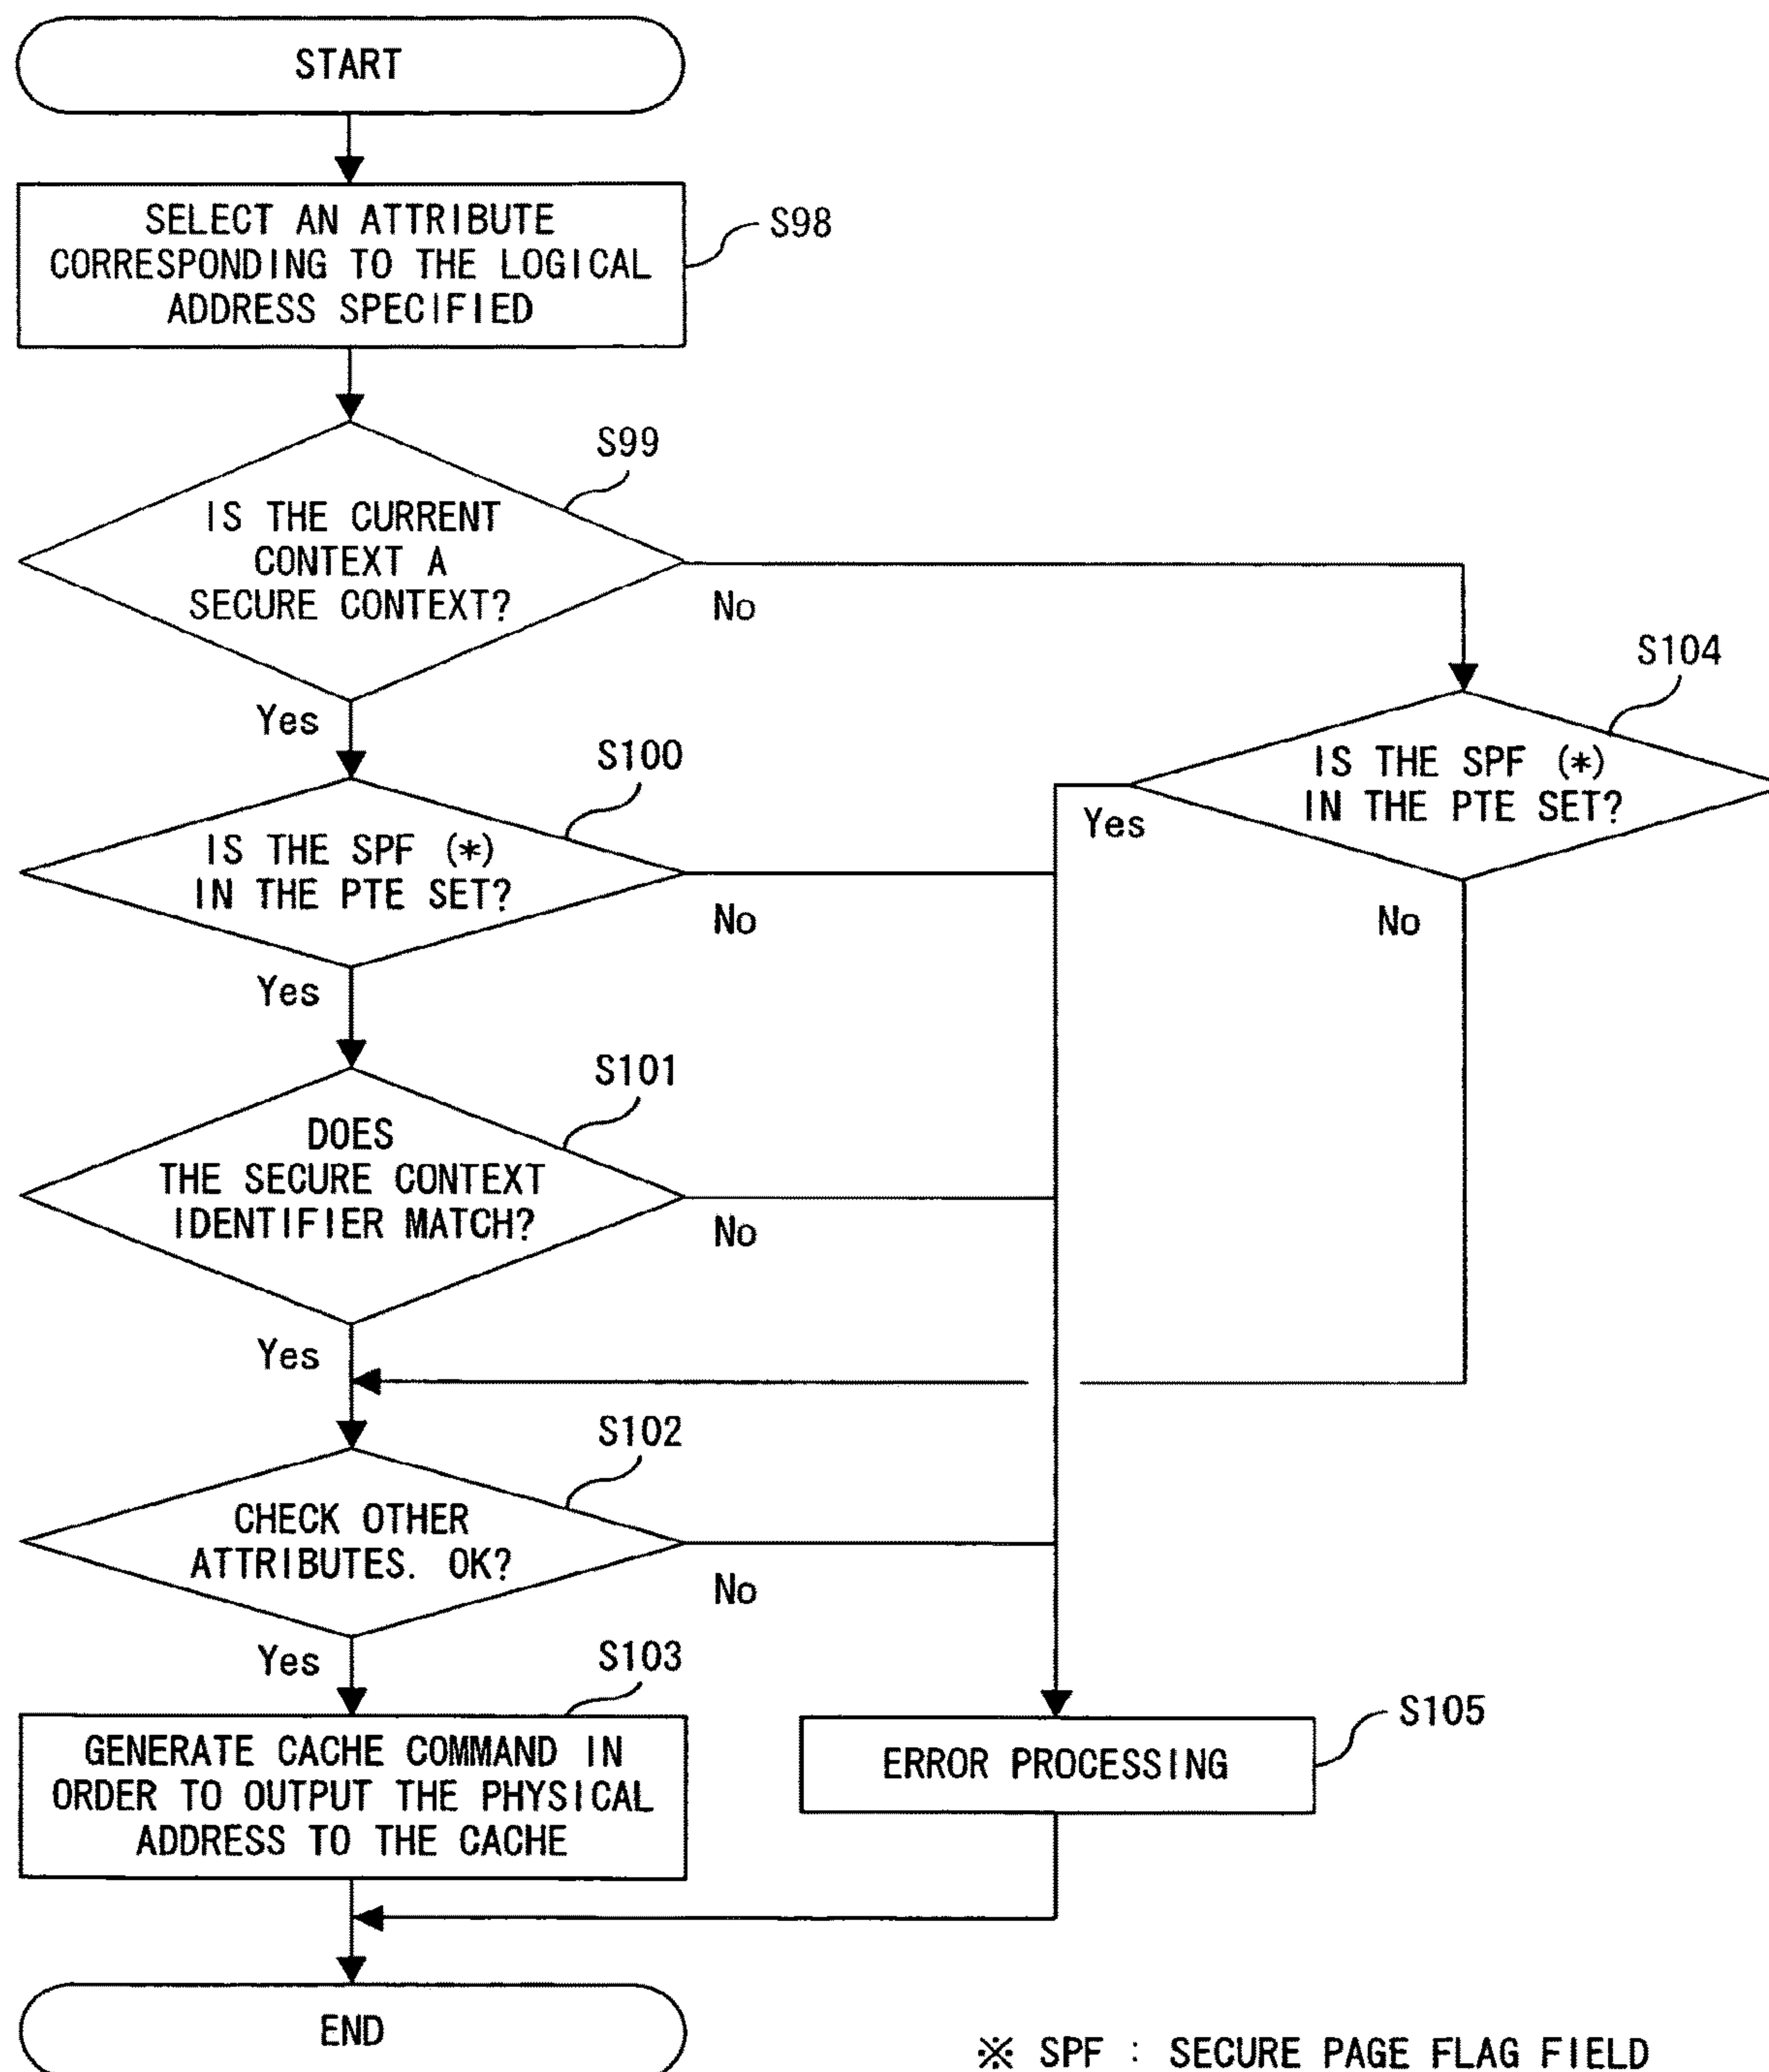 START
SELECT AN ATTRIBUTE
CORRESPONDING TO THE LOGICAL
ADDRESS SPECIFIED
S98
S99
IS THE CURRENT
CONTEXT A
SECURE CONTEXT?
No
Yes
S104
IS THE SPF (*)
IN THE PTE SET?
Yes
No
S100
IS THE SPF (*)
IN THE PTE SET?
No
Yes
S101
DOES
THE SECURE CONTEXT
IDENTIFIER MATCH?
No
Yes
S102
CHECK OTHER
ATTRIBUTES. OK?
No
Yes
S103
GENERATE CACHE COMMAND IN
ORDER TO OUTPUT THE PHYSICAL
ADDRESS TO THE CACHE
S105
ERROR PROCESSING
END
※ SPF : SECURE PAGE FLAG FIELD